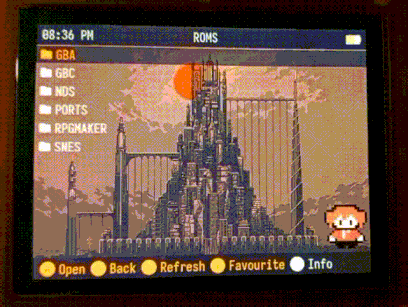 08:36 PM ROMS
GBA
GBC
NDS
PORTS
RPGMAKER
SNES
Open Back Refresh Favourite Info